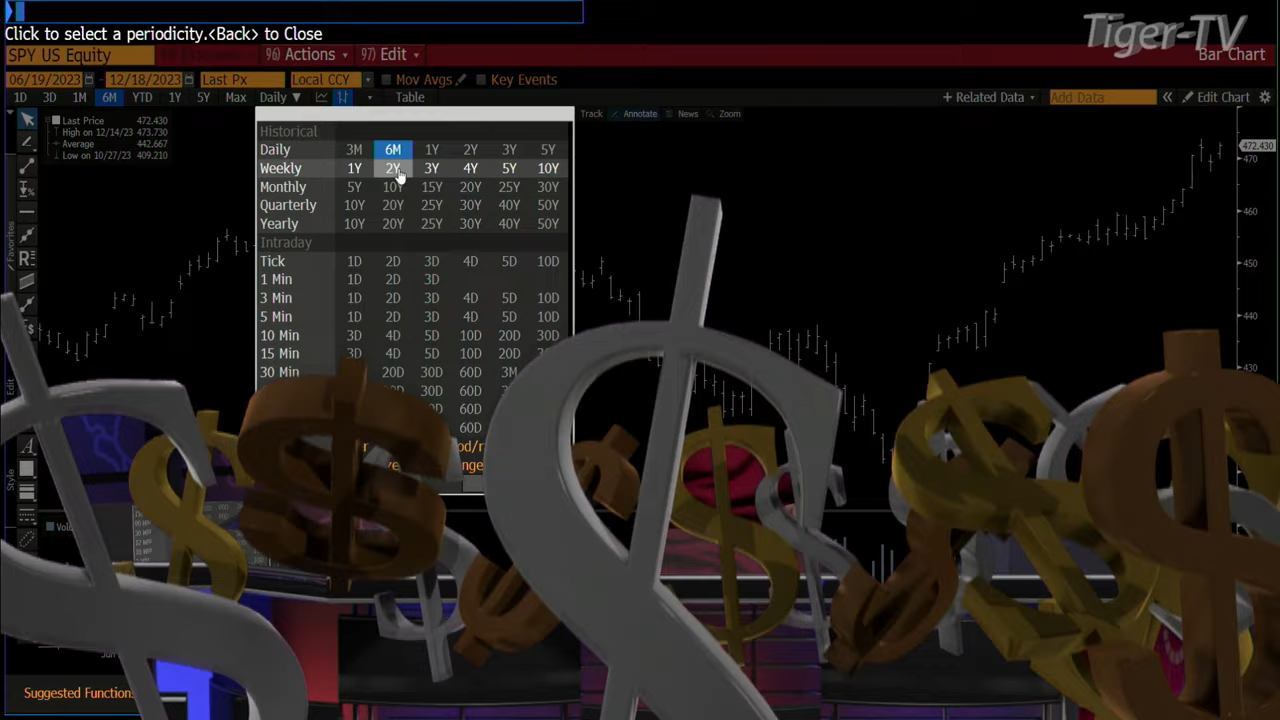 Click to select a periodicity.<Back> to Close
Tiger-TV
SPY US Equity
96) Actions
97) Edit
Bar Chart
06/19/2023 - 12/18/2023 Last Px Local CCY Mov Avgs Key Events
1D 3D 1M 6M YTD 1Y 5Y Max Daily ▼ Table
+ Related Data Add Data « Edit Chart
Track Annotate News Zoom
Last Price 472.430
High on 12/14/23 473.730
Average 442.667
Low on 10/27/23 409.210
Historical
Daily 3M 6M 1Y 2Y 3Y 5Y
Weekly 1Y 2Y 3Y 4Y 5Y 10Y
Monthly 5Y 10Y 15Y 20Y 25Y 30Y
Quarterly 10Y 20Y 25Y 30Y 40Y 50Y
Yearly 10Y 20Y 25Y 30Y 40Y 50Y
Intraday
Tick 1D 2D 3D 4D 5D 10D
1 Min 1D 2D 3D
3 Min 1D 2D 3D 4D 5D 10D
5 Min 1D 2D 3D 4D 5D 10D
10 Min 3D 4D 5D 10D 20D 30D
15 Min 3D 4D 5D 10D 20D
30 Min 20D 30D 60D 3M
30D 60D
60D
60D
472.430
470
460
450
440
430
Favorites
Edit
Style
Suggested Functions